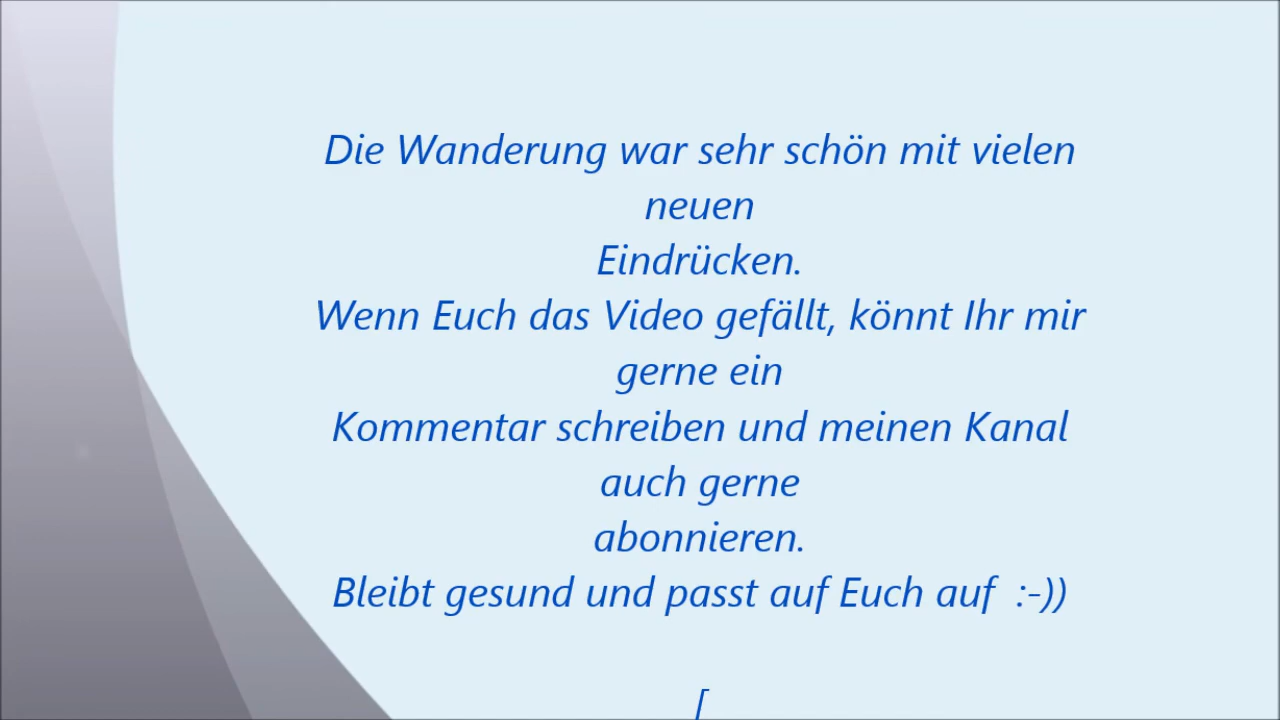 Die Wanderung war sehr schön mit vielen
neuen
Eindrücken.
Wenn Euch das Video gefällt, könnt Ihr mir
gerne ein
Kommentar schreiben und meinen Kanal
auch gerne
abonnieren.
Bleibt gesund und passt auf Euch auf  :-))
[